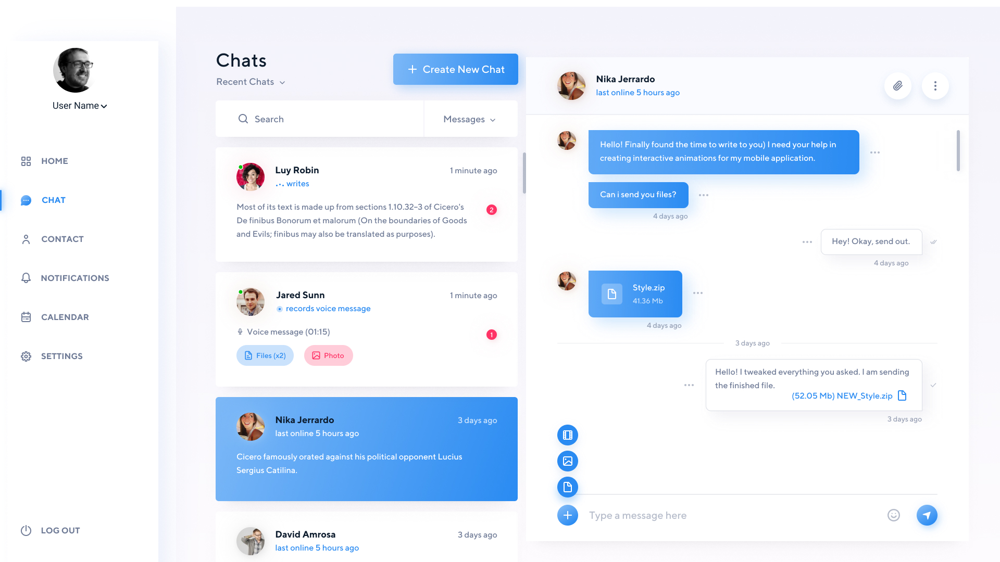 User Name
HOME
CHAT
CONTACT
NOTIFICATIONS
CALENDAR
SETTINGS
LOG OUT
Chats
Recent Chats
+ Create New Chat
Search
Messages
Luy Robin
1 minute ago
writes
Most of its text is made up from sections 1.10.32–3 of Cicero's
De finibus Bonorum et malorum (On the boundaries of Goods
and Evils; finibus may also be translated as purposes).
2
Jared Sunn
1 minute ago
records voice message
Voice message (01:15)
1
Files (x2)
Photo
Nika Jerrardo
3 days ago
last online 5 hours ago
Cicero famously orated against his political opponent Lucius
Sergius Catilina.
David Amrosa
3 days ago
last online 5 hours ago
Nika Jerrardo
last online 5 hours ago
Hello! Finally found the time to write to you) I need your help in
creating interactive animations for my mobile application.
Can i send you files?
4 days ago
Hey! Okay, send out.
4 days ago
Style.zip
41.36 Mb
4 days ago
3 days ago
Hello! I tweaked everything you asked. I am sending
the finished file.
(52.05 Mb) NEW_Style.zip
3 days ago
Type a message here